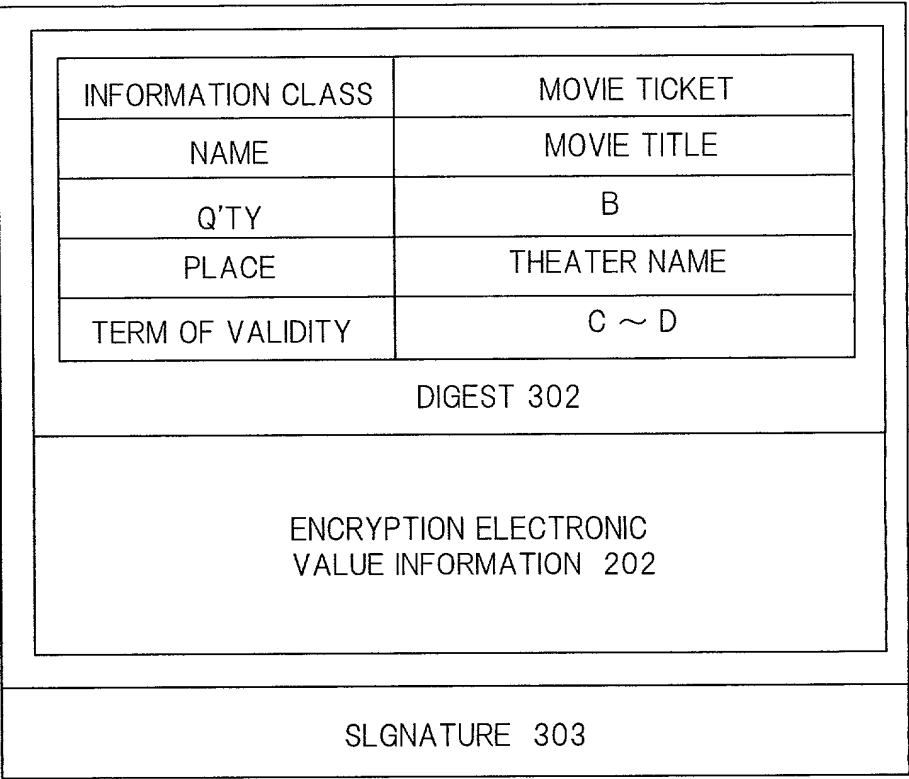 INFORMATION CLASS MOVIE TICKET
NAME MOVIE TITLE
Q'TY B
PLACE THEATER NAME
TERM OF VALIDITY C ~ D
DIGEST 302
ENCRYPTION ELECTRONIC
VALUE INFORMATION 202
SLGNATURE 303